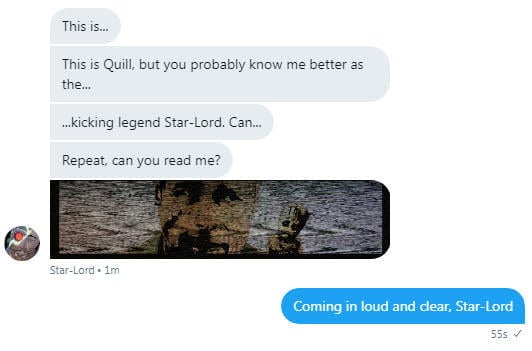 This is...
This is Quill, but you probably know me better as
the...
...kicking legend Star-Lord. Can...
Repeat, can you read me?
Star-Lord • 1m
Coming in loud and clear, Star-Lord
55s ✓